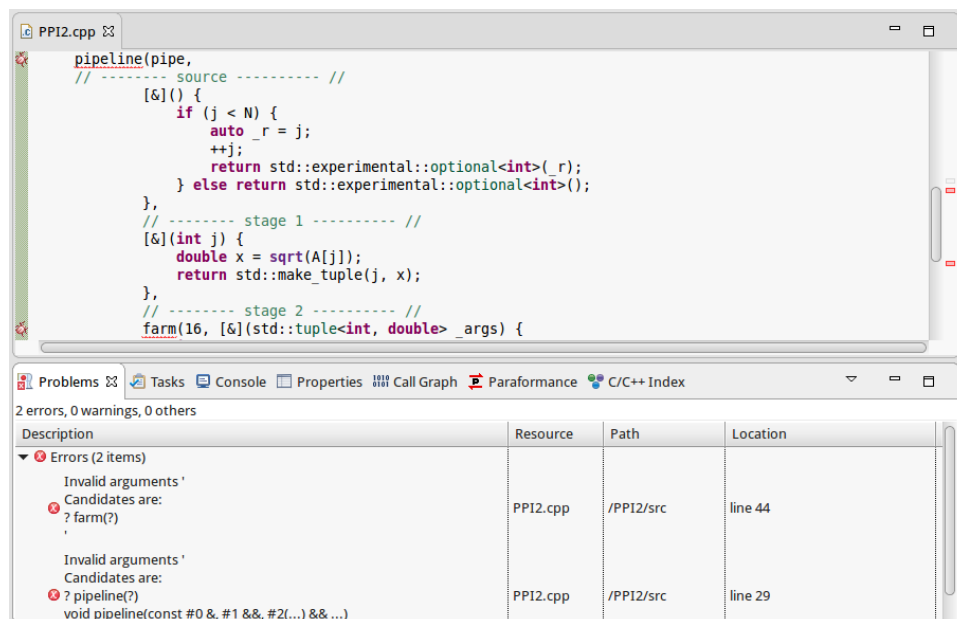 PPI2.cpp
pipeline(pipe,
// -------- source ---------- //
[&]() {
if (j < N) {
auto _r = j;
++j;
return std::experimental::optional<int>(_r);
} else return std::experimental::optional<int>();
},
// -------- stage 1 ---------- //
[&](int j) {
double x = sqrt(A[j]);
return std::make_tuple(j, x);
},
// -------- stage 2 ---------- //
farm(16, [&](std::tuple<int, double> _args) {
Problems Tasks Console Properties Call Graph Paraformance C/C++ Index
2 errors, 0 warnings, 0 others
Description Resource Path Location
Errors (2 items)
Invalid arguments '
Candidates are:
? farm(?)
'
PPI2.cpp /PPI2/src line 44
Invalid arguments '
Candidates are:
? pipeline(?)
void pipeline(const #0 &, #1 &&, #2(...) && ...)
PPI2.cpp /PPI2/src line 29